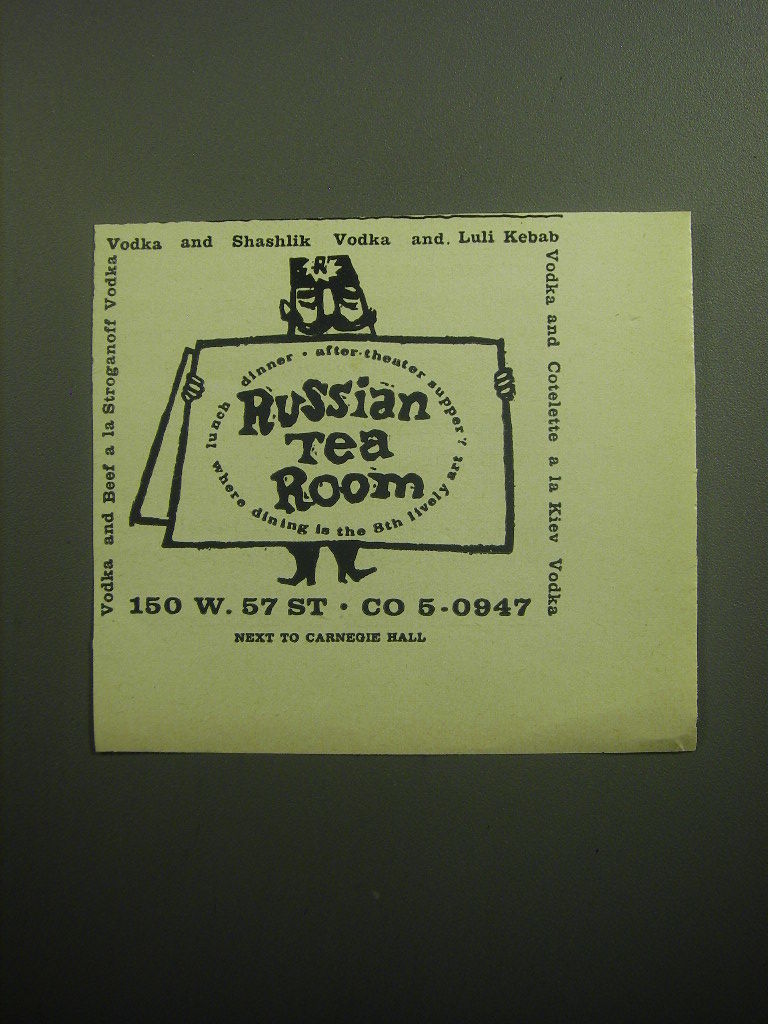 Vodka and Shashlik Vodka and. Luli Kebab
Vodka and Cotelette a la Kiev Vodka
Vodka and Beef a la Stroganoff Vodka
R
lunch dinner • after-theater supper,
Russian
Tea
Room
where dining is the 8th lively art
150 W. 57 ST • CO 5-0947
NEXT TO CARNEGIE HALL